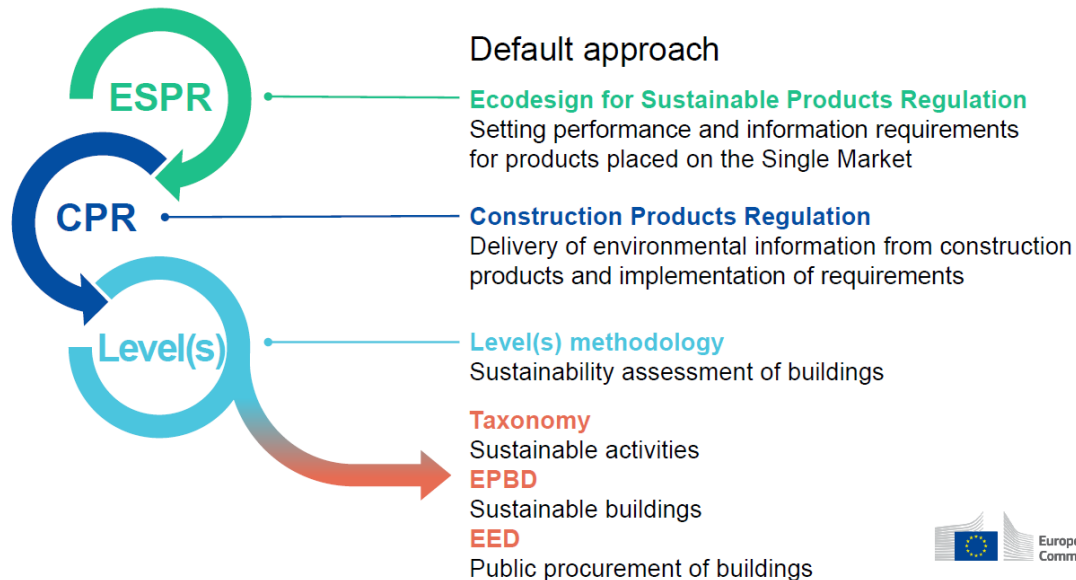 Default approach
ESPR
Ecodesign for Sustainable Products Regulation
Setting performance and information requirements
for products placed on the Single Market
CPR
Construction Products Regulation
Delivery of environmental information from construction
products and implementation of requirements
Level(s)
Level(s) methodology
Sustainability assessment of buildings
Taxonomy
Sustainable activities
EPBD
Sustainable buildings
EED
Public procurement of buildings